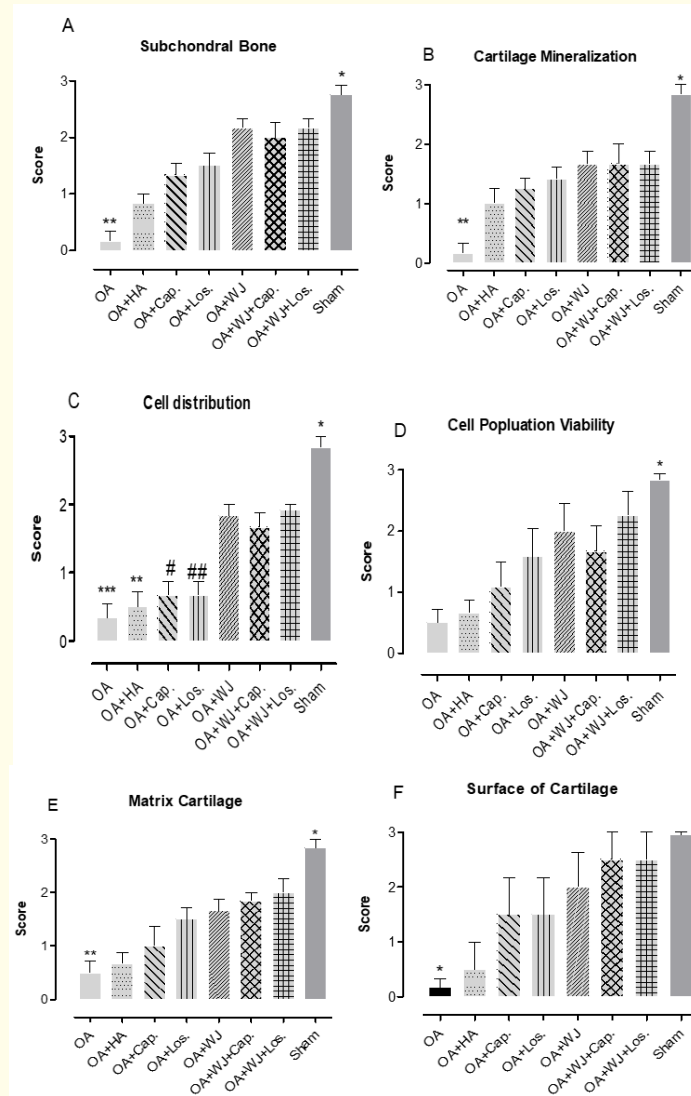 A
Subchondral Bone
Score
3
2
1
0
**
*
OA
OA+HA
OA+Cap.
OA+Los.
OA+WJ
OA+WJ+Cap.
OA+WJ+Los.
Sham
B
Cartilage Mineralization
Score
3
2
1
0
**
*
OA
OA+HA
OA+Cap.
OA+Los.
OA+WJ
OA+WJ+Cap.
OA+WJ+Los.
Sham
C
Cell distribution
Score
3
2
1
0
***
**
#
##
*
OA
OA+HA
OA+Cap.
OA+Los.
OA+WJ
OA+WJ+Cap.
OA+WJ+Los.
Sham
D
Cell Popluation Viability
Score
3
2
1
0
*
OA
OA+HA
OA+Cap.
OA+Los.
OA+WJ
OA+WJ+Cap.
OA+WJ+Los.
Sham
E
Matrix Cartilage
Score
3
2
1
0
**
*
OA
OA+HA
OA+Cap.
OA+Los.
OA+WJ
OA+WJ+Cap.
OA+WJ+Los.
Sham
F
Surface of Cartilage
Score
3
2
1
0
*
OA
OA+HA
OA+Cap.
OA+Los.
OA+WJ
OA+WJ+Cap.
OA+WJ+Los.
Sham